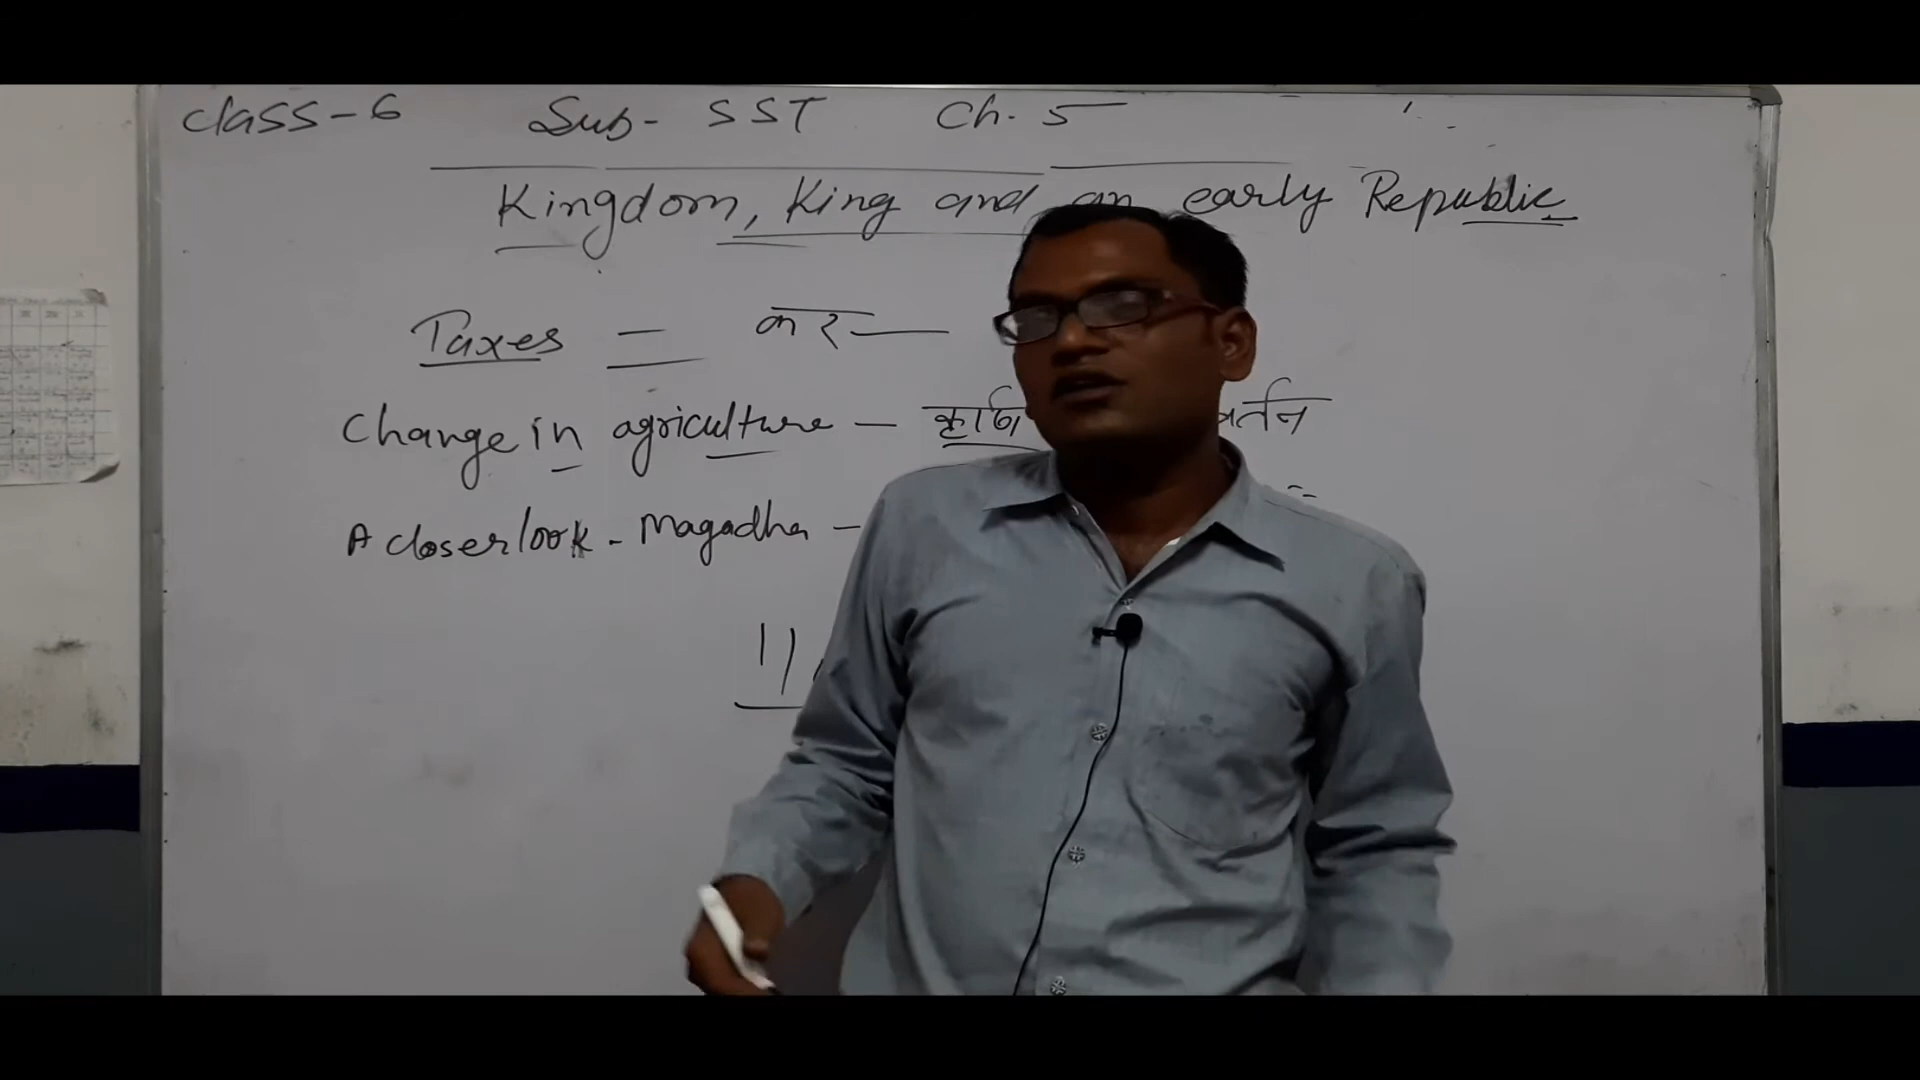 Class-6 Sub- SST Ch. 5
Kingdom, King and an early Republic
Taxes = कर
Change in agriculture - कृषि
A closer look - Magadha -